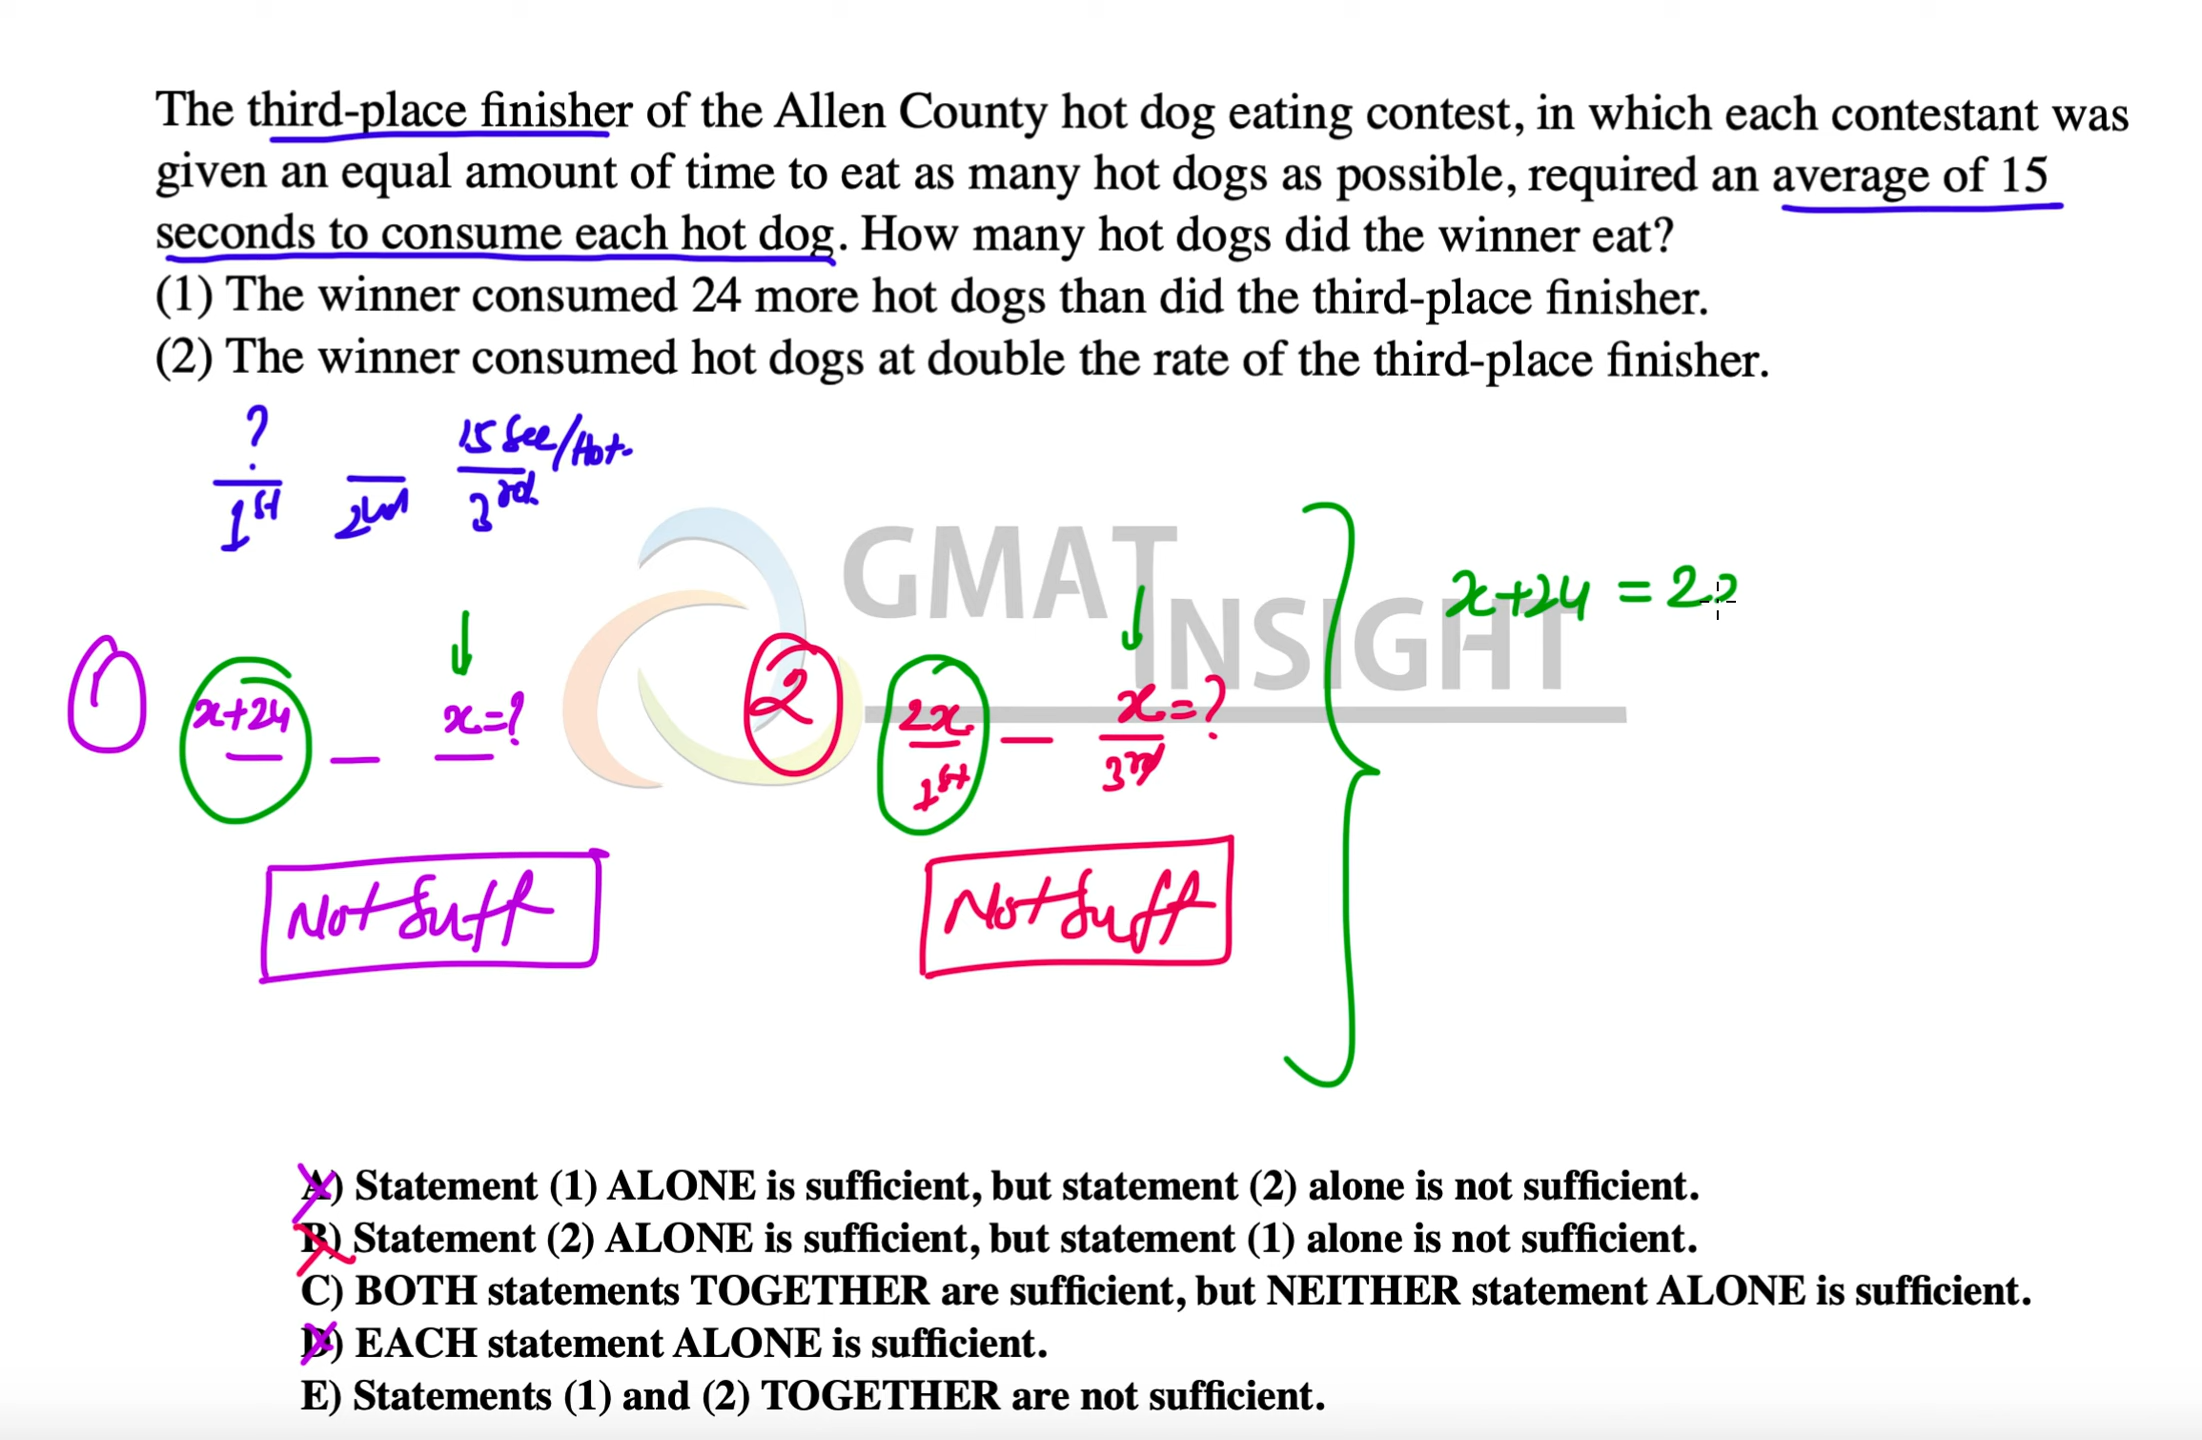 The third-place finisher of the Allen County hot dog eating contest, in which each contestant was
given an equal amount of time to eat as many hot dogs as possible, required an average of 15
seconds to consume each hot dog. How many hot dogs did the winner eat?
(1) The winner consumed 24 more hot dogs than did the third-place finisher.
(2) The winner consumed hot dogs at double the rate of the third-place finisher.
? 15 Sec/Hot.
1st 2nd 3rd
GMAT
INSIGHT
x+24 = 2x
1 x+24 x=?
2 2x x=?
1st 3rd
Not Suff
Not Suff
A) Statement (1) ALONE is sufficient, but statement (2) alone is not sufficient.
B) Statement (2) ALONE is sufficient, but statement (1) alone is not sufficient.
C) BOTH statements TOGETHER are sufficient, but NEITHER statement ALONE is sufficient.
D) EACH statement ALONE is sufficient.
E) Statements (1) and (2) TOGETHER are not sufficient.